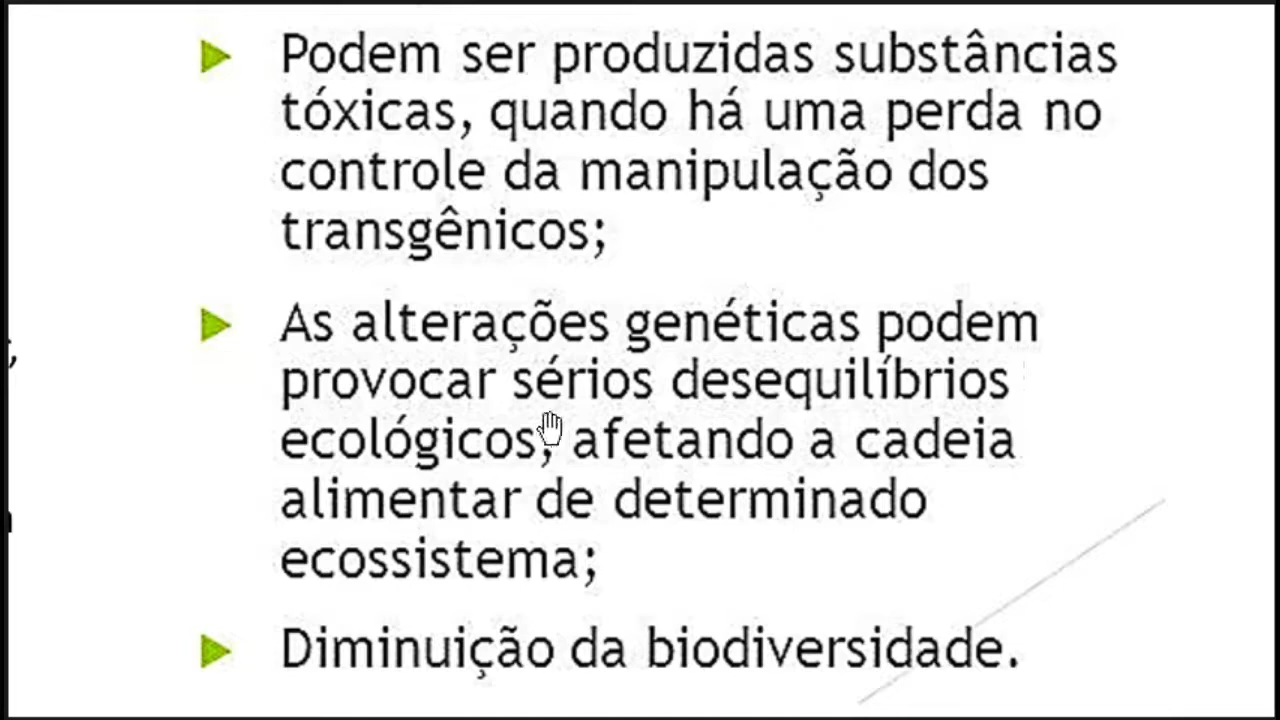 Podem ser produzidas substâncias
tóxicas, quando há uma perda no
controle da manipulação dos
transgênicos;
As alterações genéticas podem
provocar sérios desequilíbrios
ecológicos, afetando a cadeia
alimentar de determinado
ecossistema;
Diminuição da biodiversidade.